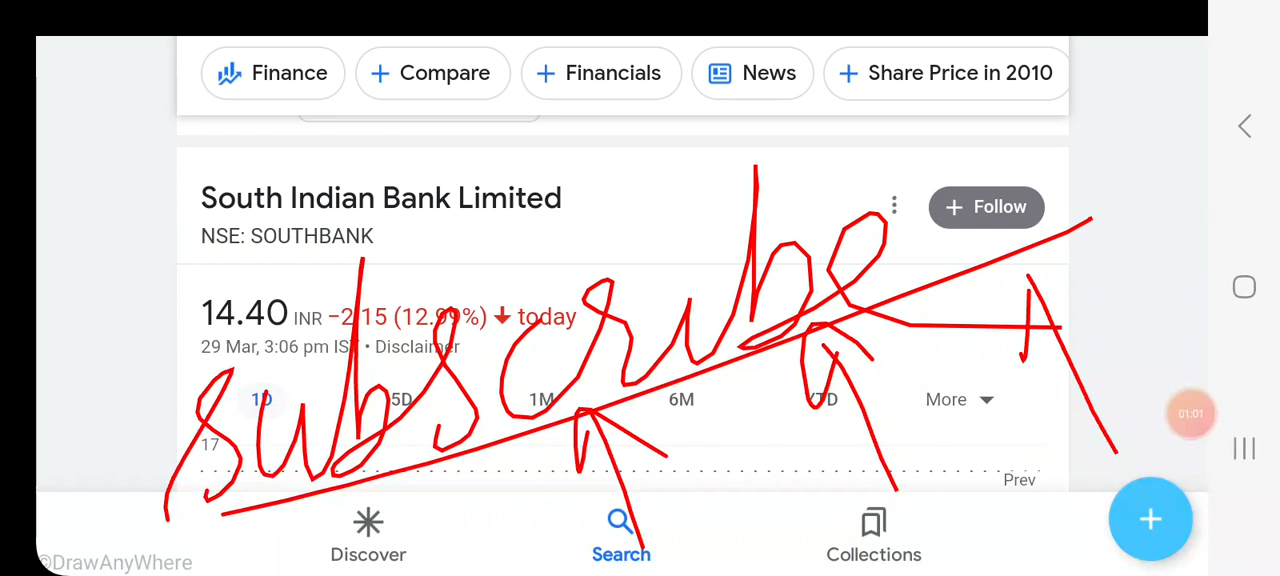 Finance + Compare + Financials News + Share Price in 2010
South Indian Bank Limited
+ Follow
NSE: SOUTHBANK
14.40 INR −2.15 (12.99%) today
29 Mar, 3:06 pm IST • Disclaimer
subscribe
1D 5D 1M 6M YTD More
17
Prev
01:01
Discover Search Collections
©DrawAnyWhere